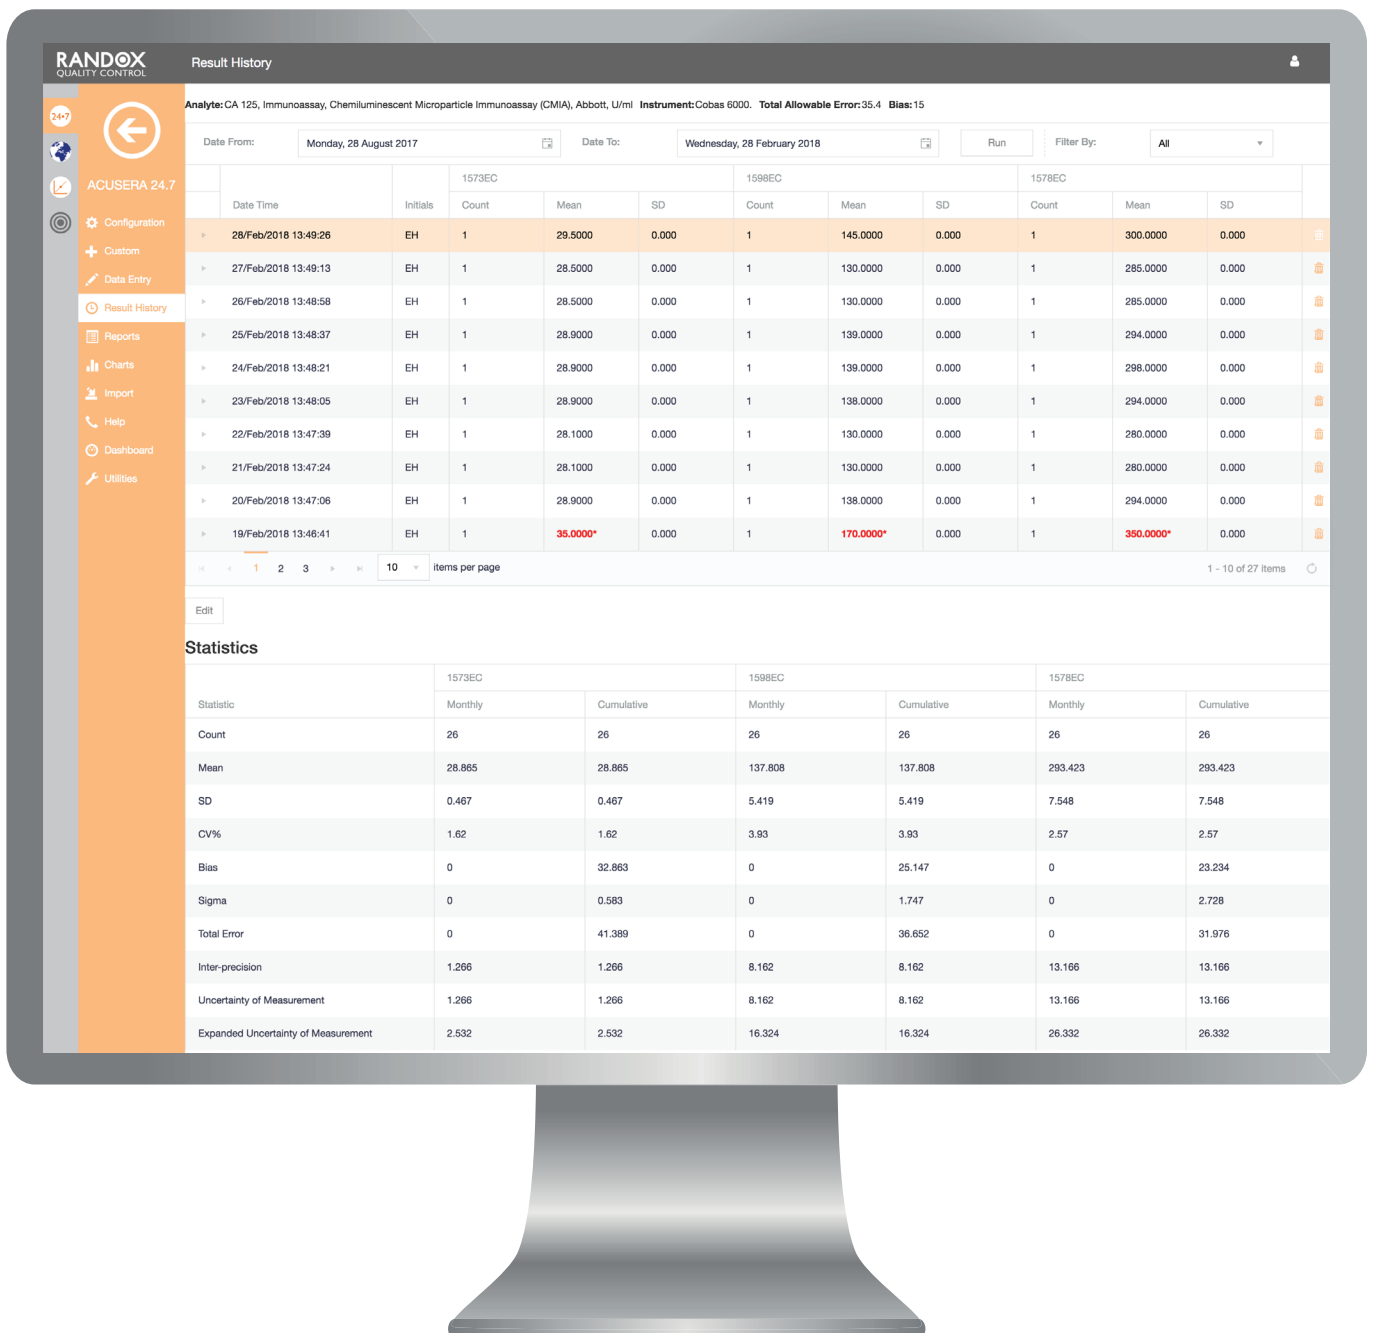 RANDOX
QUALITY CONTROL
Result History
Analyte: CA 125, Immunoassay, Chemiluminescent Microparticle Immunoassay (CMIA), Abbott, U/ml Instrument: Cobas 6000. Total Allowable Error: 35.4 Bias: 15
24•7
ACUSERA 24.7
Configuration
Custom
Data Entry
Result History
Reports
Charts
Import
Help
Dashboard
Utilities
Date From: Monday, 28 August 2017 Date To: Wednesday, 28 February 2018 Run Filter By: All
1573EC 1598EC 1578EC
Date Time Initials Count Mean SD Count Mean SD Count Mean SD
28/Feb/2018 13:49:26 EH 1 29.5000 0.000 1 145.0000 0.000 1 300.0000 0.000
27/Feb/2018 13:49:13 EH 1 28.5000 0.000 1 130.0000 0.000 1 285.0000 0.000
26/Feb/2018 13:48:58 EH 1 28.5000 0.000 1 130.0000 0.000 1 285.0000 0.000
25/Feb/2018 13:48:37 EH 1 28.9000 0.000 1 139.0000 0.000 1 294.0000 0.000
24/Feb/2018 13:48:21 EH 1 28.9000 0.000 1 139.0000 0.000 1 298.0000 0.000
23/Feb/2018 13:48:05 EH 1 28.9000 0.000 1 138.0000 0.000 1 294.0000 0.000
22/Feb/2018 13:47:39 EH 1 28.1000 0.000 1 130.0000 0.000 1 280.0000 0.000
21/Feb/2018 13:47:24 EH 1 28.1000 0.000 1 130.0000 0.000 1 280.0000 0.000
20/Feb/2018 13:47:06 EH 1 28.9000 0.000 1 138.0000 0.000 1 294.0000 0.000
19/Feb/2018 13:46:41 EH 1 35.0000* 0.000 1 170.0000* 0.000 1 350.0000* 0.000
1 2 3 10 items per page 1 - 10 of 27 items
Edit
Statistics
1573EC 1598EC 1578EC
Statistic Monthly Cumulative Monthly Cumulative Monthly Cumulative
Count 26 26 26 26 26 26
Mean 28.865 28.865 137.808 137.808 293.423 293.423
SD 0.467 0.467 5.419 5.419 7.548 7.548
CV% 1.62 1.62 3.93 3.93 2.57 2.57
Bias 0 32.863 0 25.147 0 23.234
Sigma 0 0.583 0 1.747 0 2.728
Total Error 0 41.389 0 36.652 0 31.976
Inter-precision 1.266 1.266 8.162 8.162 13.166 13.166
Uncertainty of Measurement 1.266 1.266 8.162 8.162 13.166 13.166
Expanded Uncertainty of Measurement 2.532 2.532 16.324 16.324 26.332 26.332